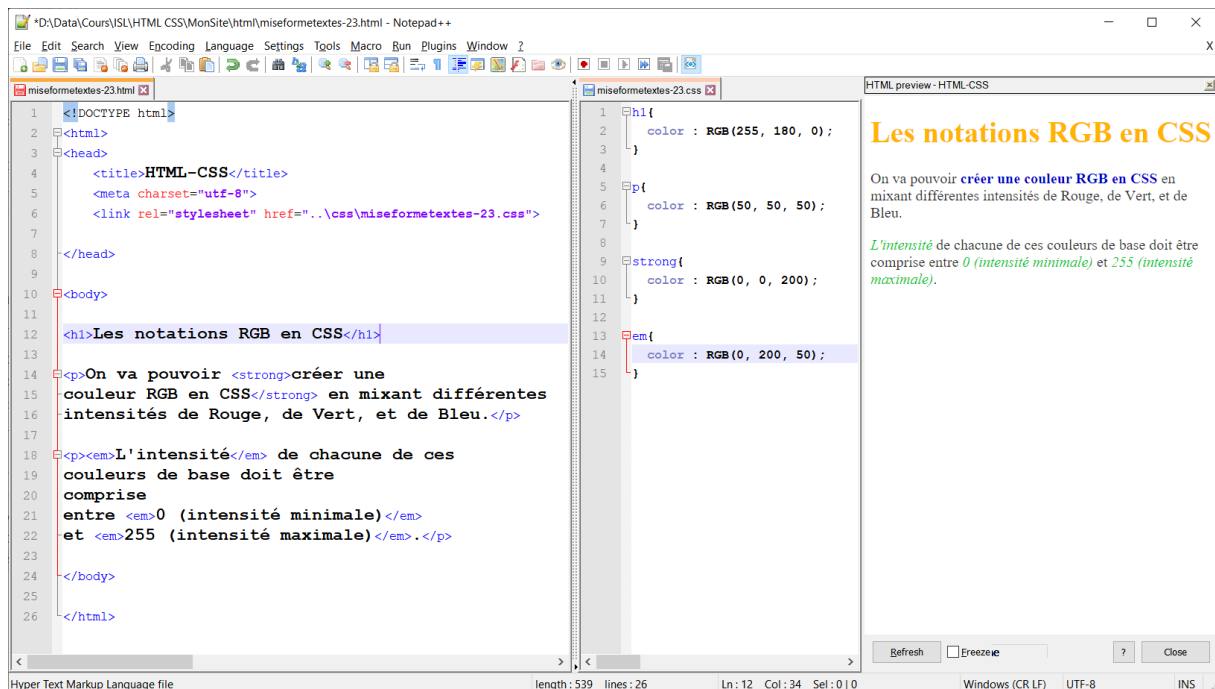 *D:\Data\Cours\ISL\HTML CSS\MonSite\html\miseformetextes-23.html - Notepad++
File Edit Search View Encoding Language Settings Tools Macro Run Plugins Window ?
X
miseformetextes-23.html
1 <!DOCTYPE html>
2 <html>
3 <head>
4 <title>HTML-CSS</title>
5 <meta charset="utf-8">
6 <link rel="stylesheet" href="..\css\miseformetextes-23.css">
7
8 </head>
9
10 <body>
11
12 <h1>Les notations RGB en CSS</h1>
13
14 <p>On va pouvoir <strong>créer une
15 couleur RGB en CSS</strong> en mixant différentes
16 intensités de Rouge, de Vert, et de Bleu.</p>
17
18 <p><em>L'intensité</em> de chacune de ces
19 couleurs de base doit être
20 comprise
21 entre <em>0 (intensité minimale)</em>
22 et <em>255 (intensité maximale)</em>.</p>
23
24 </body>
25
26 </html>
miseformetextes-23.css
1 h1{
2 color : RGB(255, 180, 0);
3 }
4
5 p{
6 color : RGB(50, 50, 50);
7 }
8
9 strong{
10 color : RGB(0, 0, 200);
11 }
12
13 em{
14 color : RGB(0, 200, 50);
15 }
HTML preview - HTML-CSS
Les notations RGB en CSS
On va pouvoir créer une couleur RGB en CSS en
mixant différentes intensités de Rouge, de Vert, et de
Bleu.
L'intensité de chacune de ces couleurs de base doit être
comprise entre 0 (intensité minimale) et 255 (intensité
maximale).
Refresh Freeze ? Close
Hyper Text Markup Language file length : 539 lines : 26 Ln : 12 Col : 34 Sel : 0 | 0 Windows (CR LF) UTF-8 INS